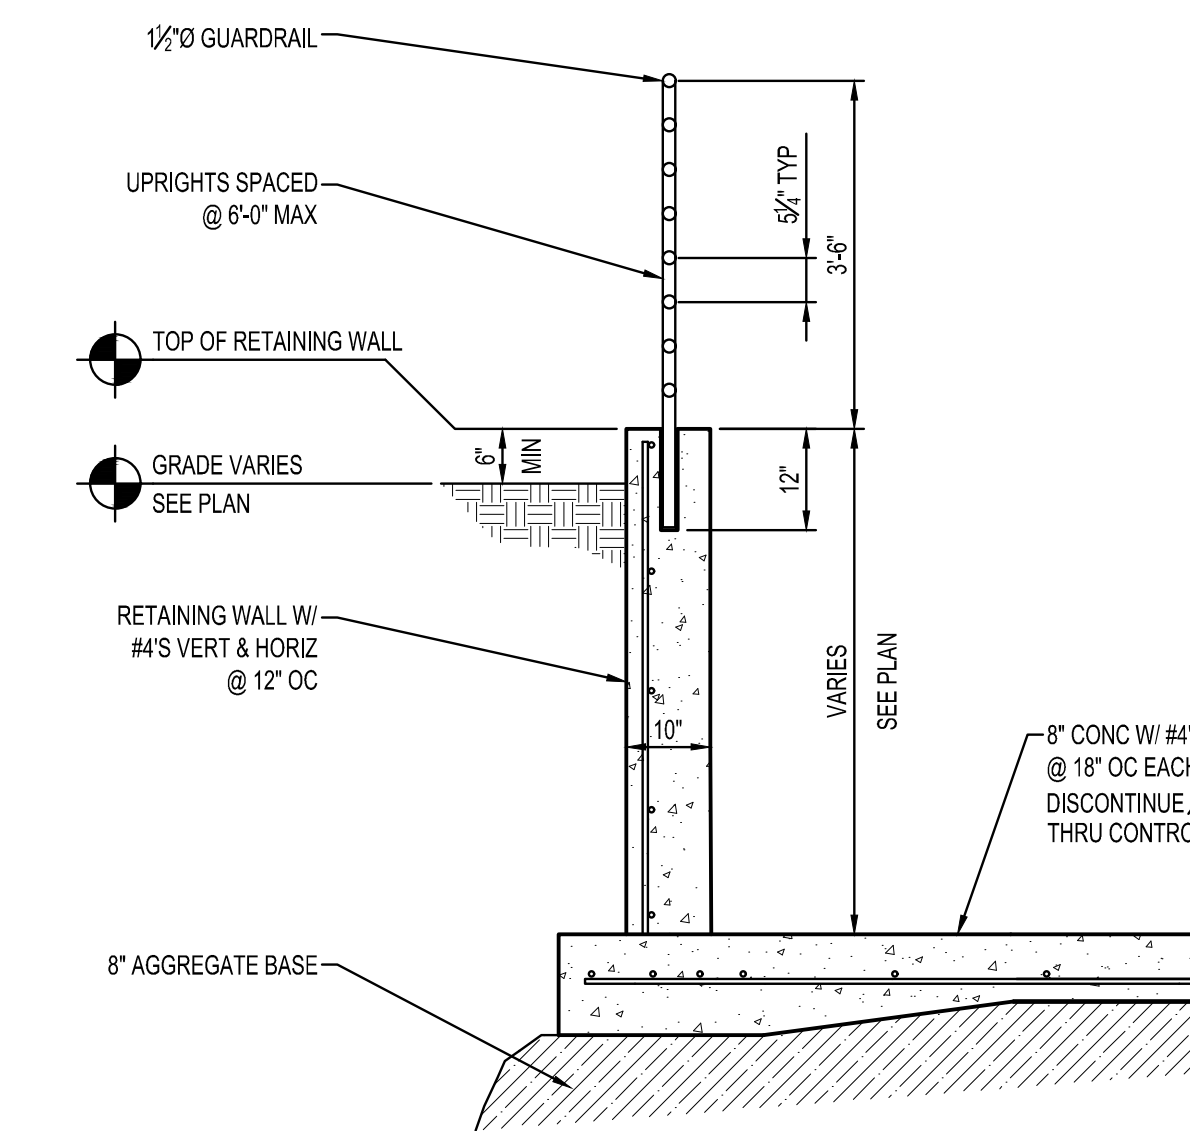 1½"Ø GUARDRAIL
UPRIGHTS SPACED
@ 6'-0" MAX
5¼" TYP
3'-6"
TOP OF RETAINING WALL
6"
MIN
12"
GRADE VARIES
SEE PLAN
RETAINING WALL W/
#4'S VERT & HORIZ
@ 12" OC
VARIES
SEE PLAN
10"
8" CONC W/ #4'
@ 18" OC EACH
DISCONTINUE
THRU CONTRO
8" AGGREGATE BASE